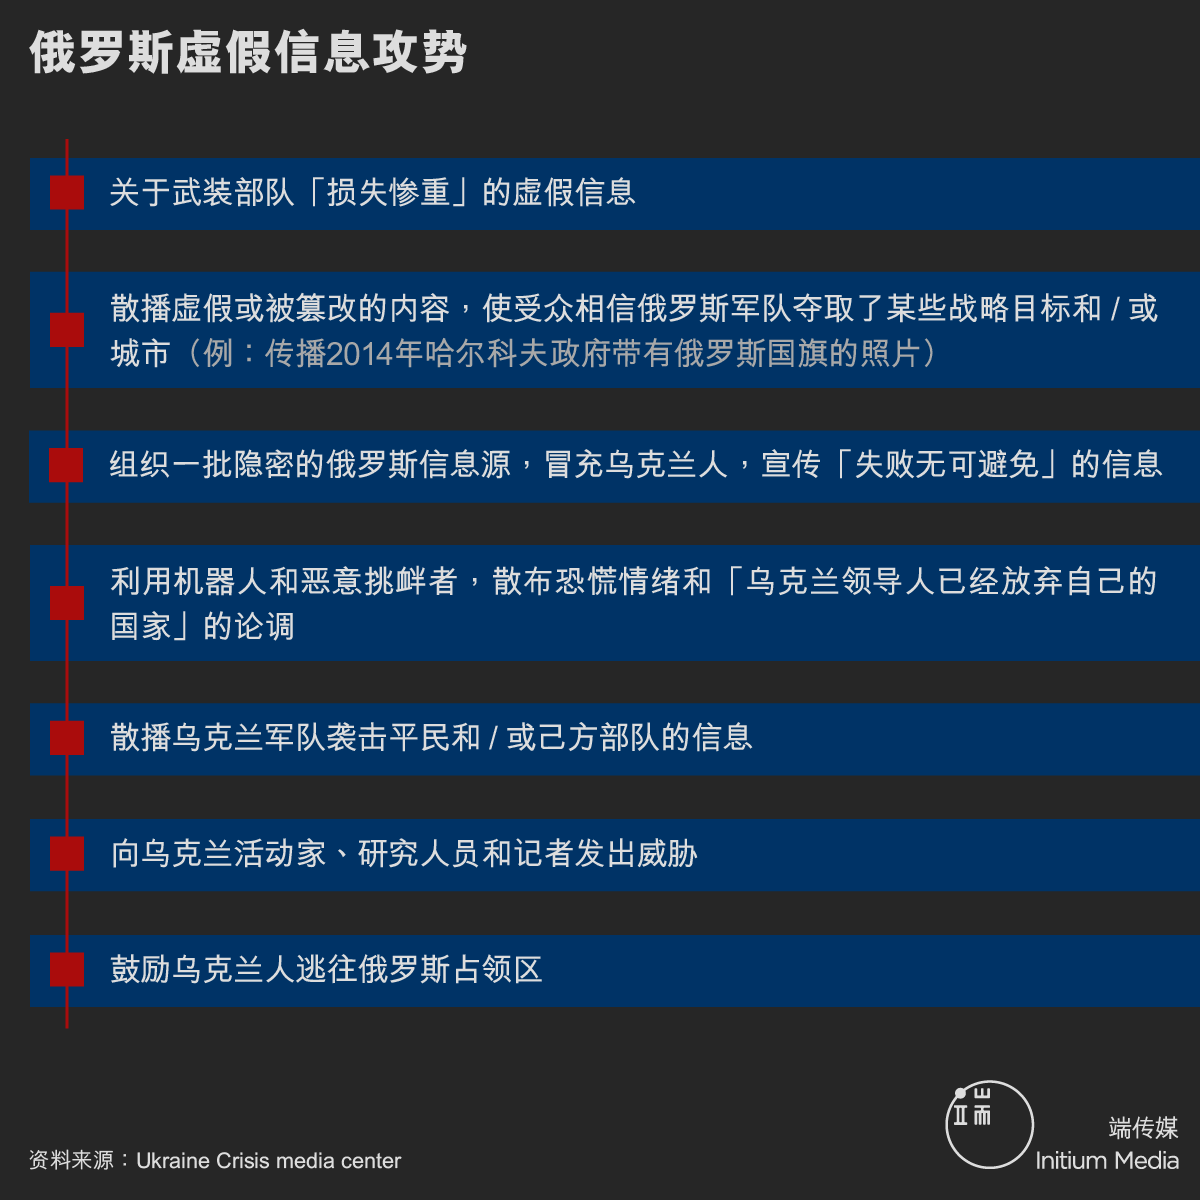 俄罗斯虚假信息攻势
关于武装部队「损失惨重」的虚假信息
散播虚假或被篡改的内容，使受众相信俄罗斯军队夺取了某些战略目标和 / 或
城市（例：传播2014年哈尔科夫政府带有俄罗斯国旗的照片）
组织一批隐密的俄罗斯信息源，冒充乌克兰人，宣传「失败无可避免」的信息
利用机器人和恶意挑衅者，散布恐慌情绪和「乌克兰领导人已经放弃自己的
国家」的论调
散播乌克兰军队袭击平民和 / 或己方部队的信息
向乌克兰活动家、研究人员和记者发出威胁
鼓励乌克兰人逃往俄罗斯占领区
资料来源：Ukraine Crisis media center
端
端传媒
Initium Media